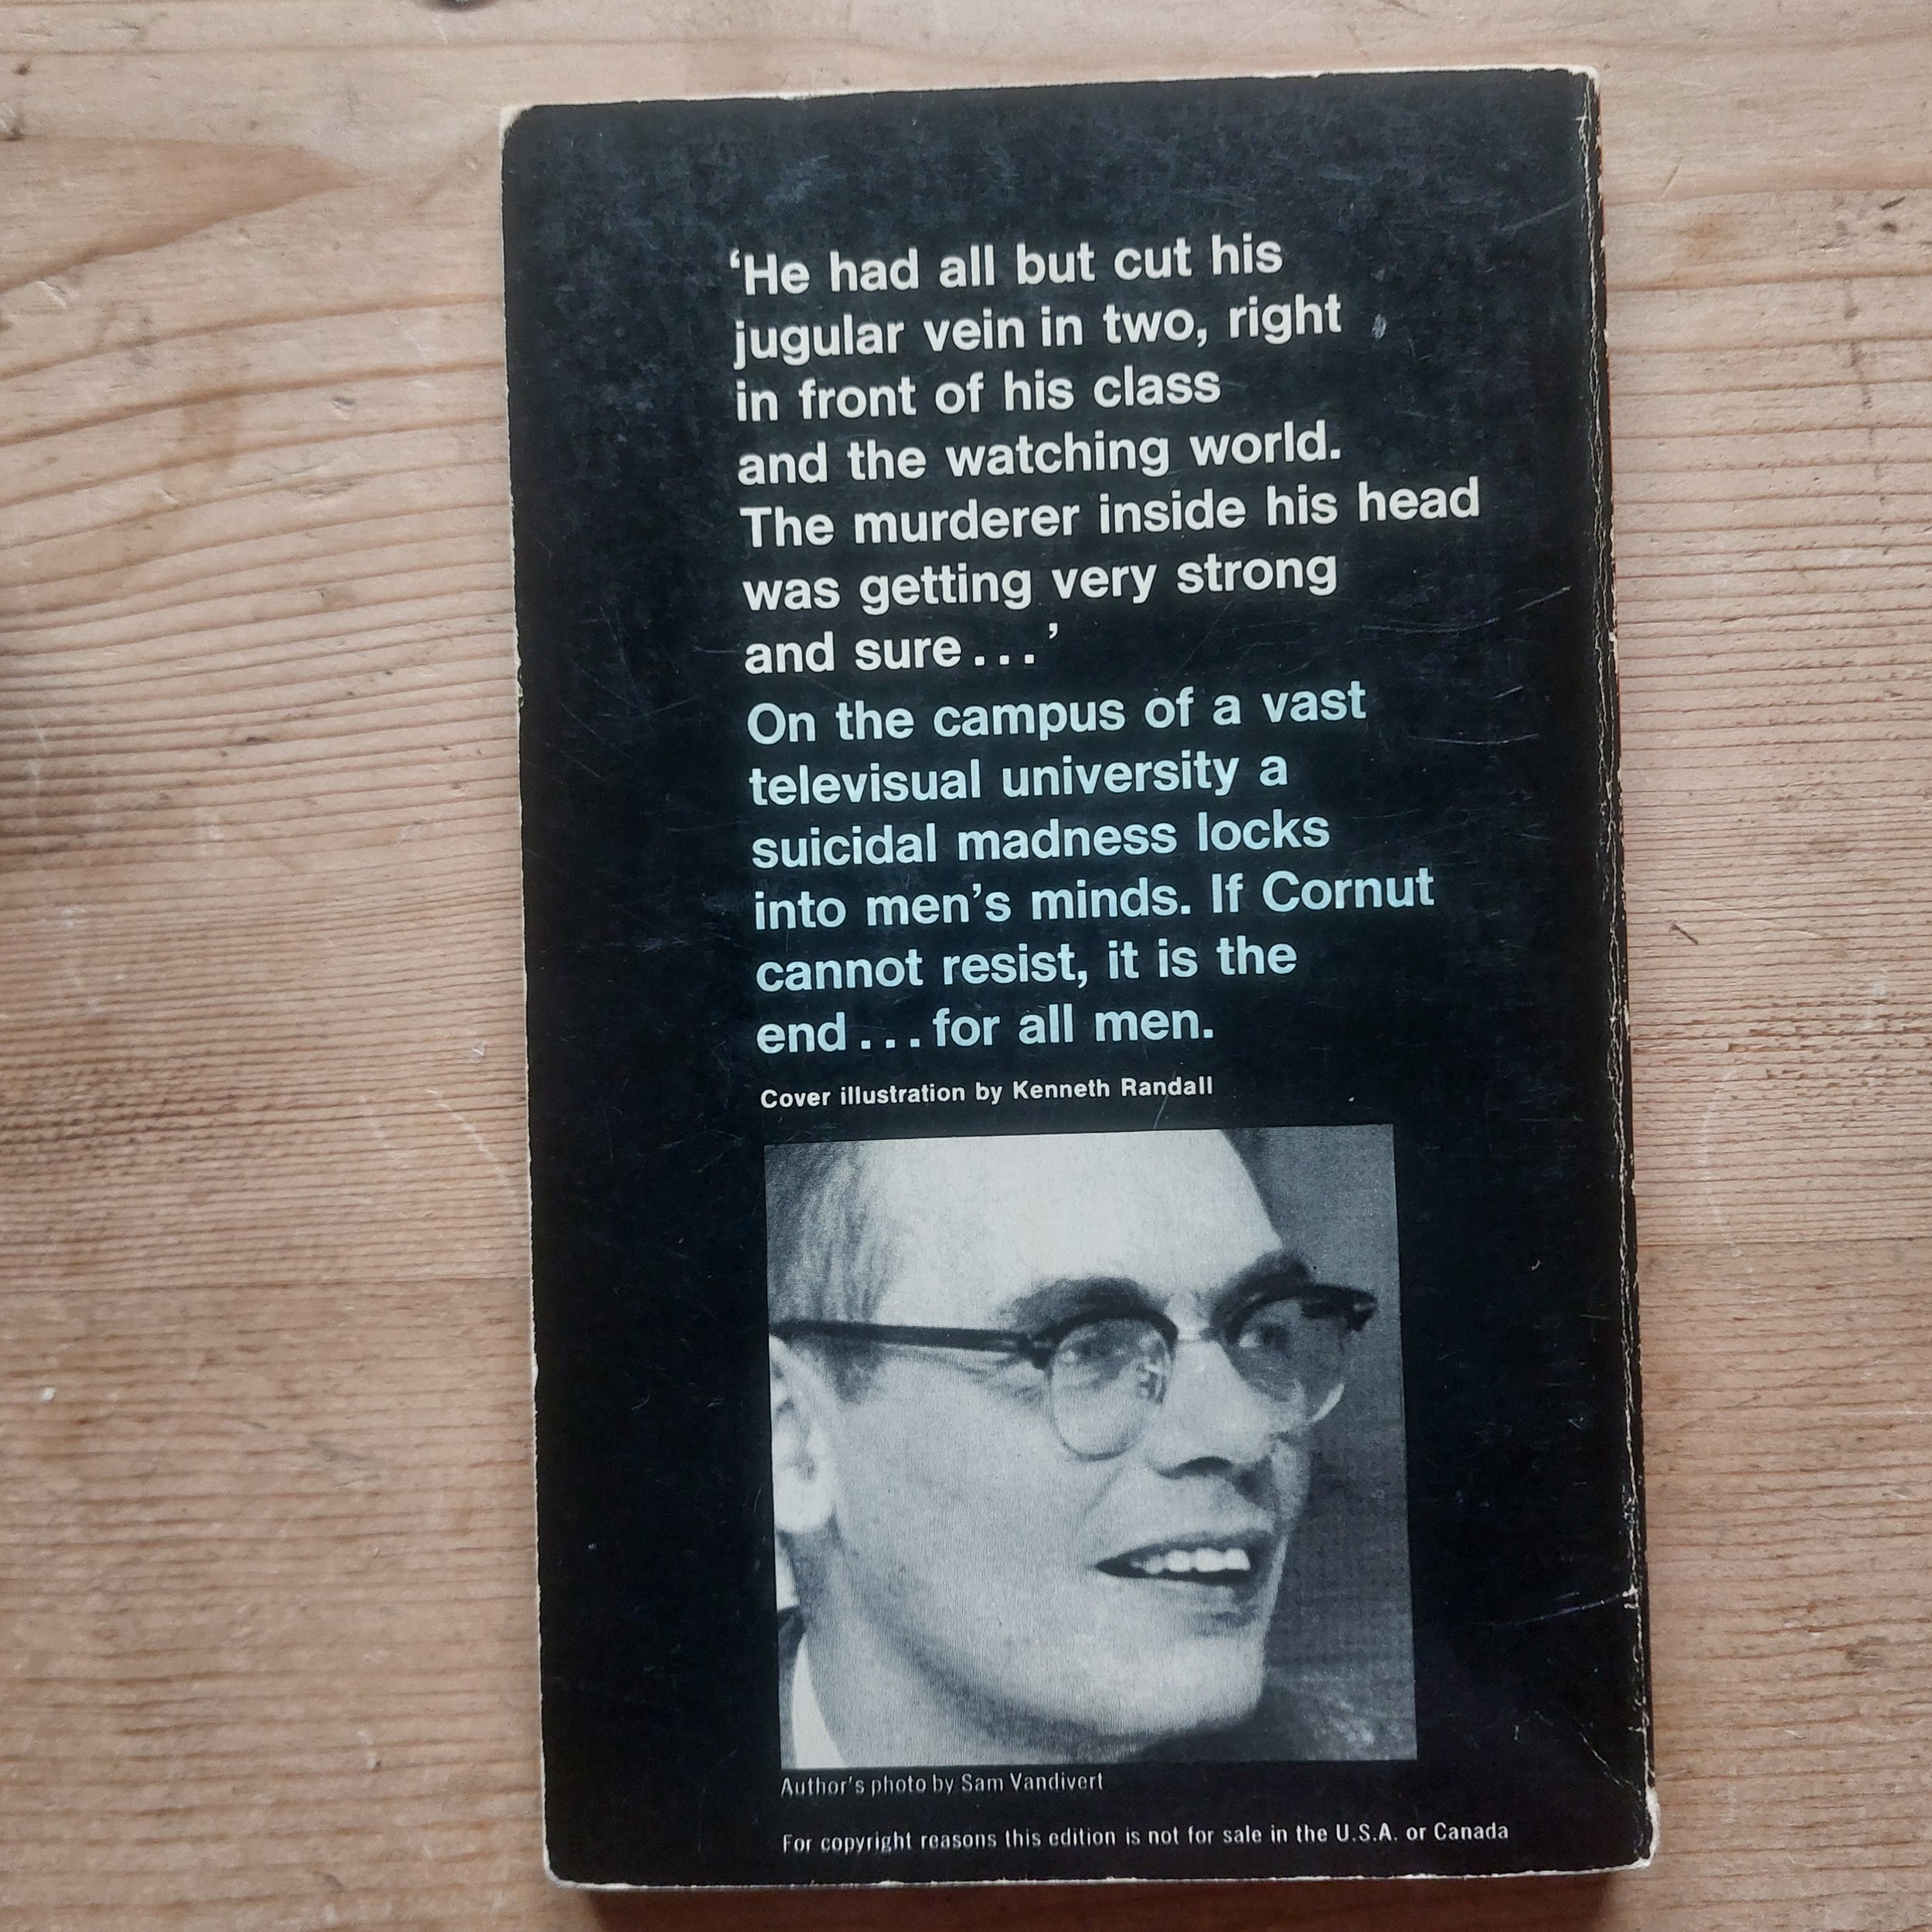 ‘He had all but cut his
jugular vein in two, right
in front of his class
and the watching world.
The murderer inside his head
was getting very strong
and sure...’
On the campus of a vast
televisual university a
suicidal madness locks
into men’s minds. If Cornut
cannot resist, it is the
end...for all men.
Cover illustration by Kenneth Randall
Author's photo by Sam Vandivert
For copyright reasons this edition is not for sale in the U.S.A. or Canada